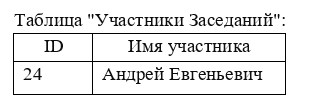 Таблица "Участники Заседаний":
ID Имя участника
24 Андрей Евгеньевич